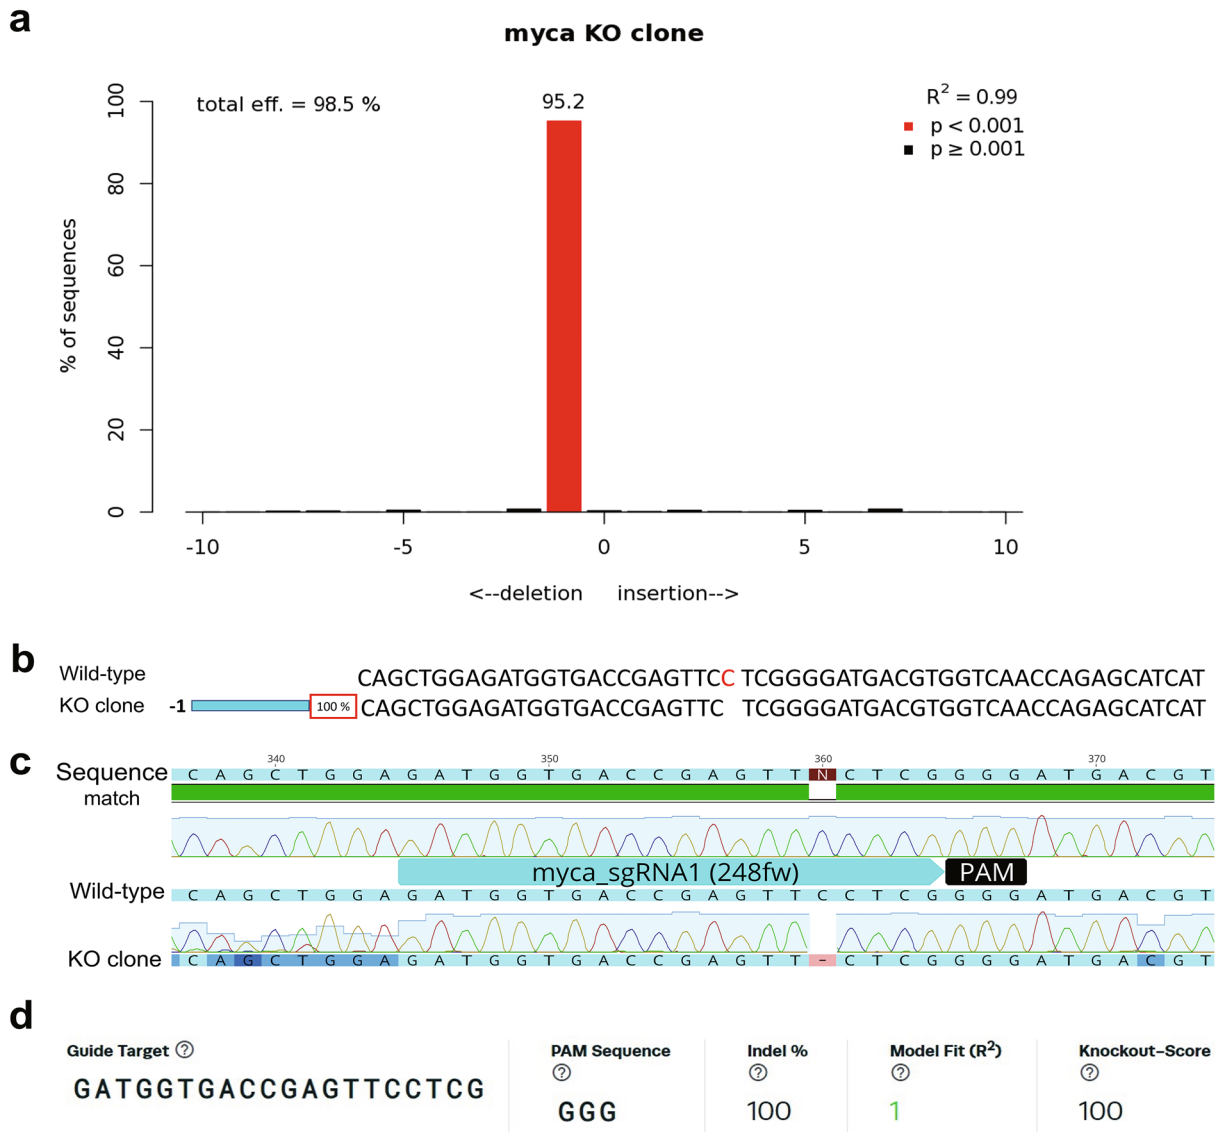 a
myca KO clone
total eff. = 98.5 %
95.2
R² = 0.99
p < 0.001
p ≥ 0.001
% of sequences
100
80
60
40
20
0
-10
-5
0
5
10
<--deletion insertion-->
b
Wild-type CAGCTGGAGATGGTGACCGAGTTCC TCGGGGATGACGTGGTCAACCAGAGCATCAT
KO clone -1 100 % CAGCTGGAGATGGTGACCGAGTTC TCGGGGATGACGTGGTCAACCAGAGCATCAT
c
340 350 360 370
Sequence match
C A G C T G G A G A T G G T G A C C G A G T T N C T C G G G G A T G A C G T
myca_sgRNA1 (248fw) PAM
Wild-type C A G C T G G A G A T G G T G A C C G A G T T C C T C G G G G A T G A C G T
KO clone C A G C T G G A G A T G G T G A C C G A G T T - C T C G G G G A T G A C G T
d
Guide Target ?
GATGGTGACCGAGTTCCTCG
PAM Sequence ?
GGG
Indel % ?
100
Model Fit (R²) ?
1
Knockout-Score ?
100